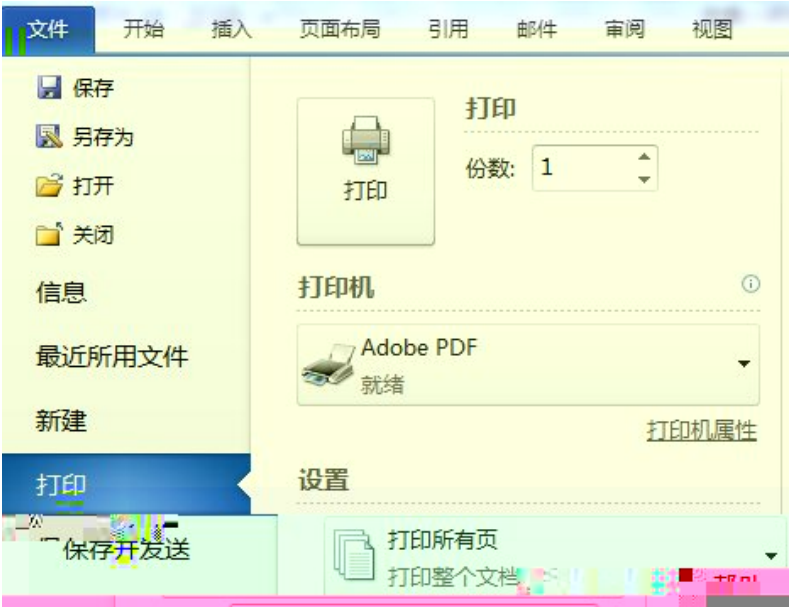 文件 开始 插入 页面布局 引用 邮件 审阅 视图
保存
另存为
打开
关闭
信息
最近所用文件
新建
打印
保存并发送
打印
打印
份数: 1
打印机
Adobe PDF
就绪
打印机属性
设置
打印所有页
打印整个文档